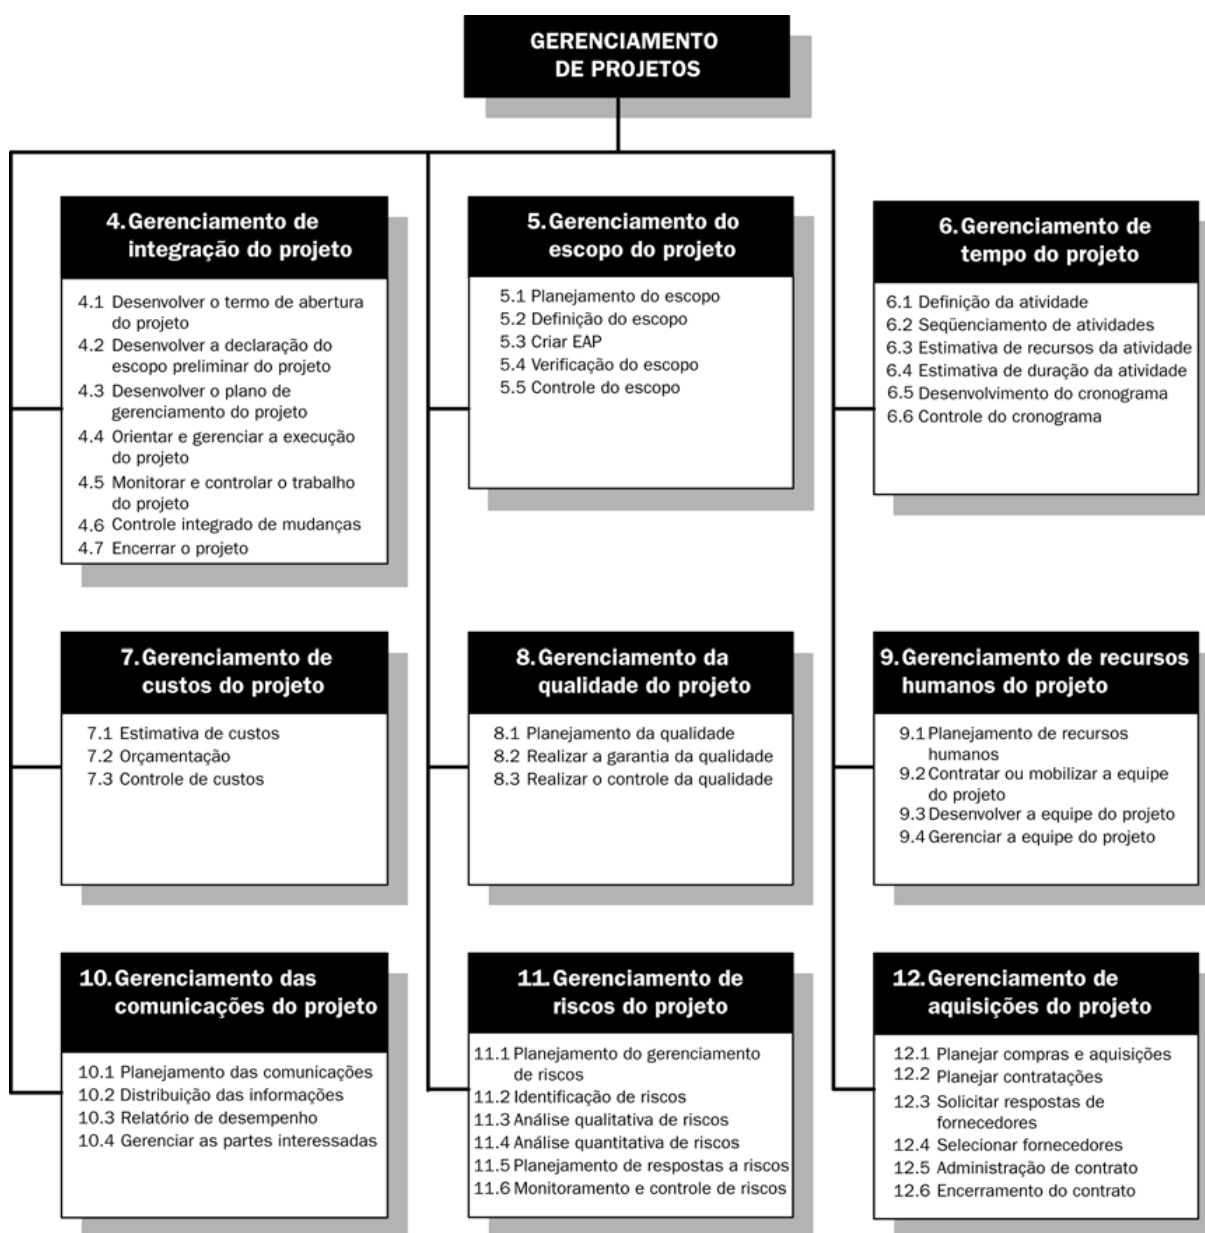 GERENCIAMENTO
DE PROJETOS
4. Gerenciamento de
integração do projeto
4.1 Desenvolver o termo de abertura
do projeto
4.2 Desenvolver a declaração do
escopo preliminar do projeto
4.3 Desenvolver o plano de
gerenciamento do projeto
4.4 Orientar e gerenciar a execução
do projeto
4.5 Monitorar e controlar o trabalho
do projeto
4.6 Controle integrado de mudanças
4.7 Encerrar o projeto
5. Gerenciamento do
escopo do projeto
5.1 Planejamento do escopo
5.2 Definição do escopo
5.3 Criar EAP
5.4 Verificação do escopo
5.5 Controle do escopo
6. Gerenciamento de
tempo do projeto
6.1 Definição da atividade
6.2 Seqüenciamento de atividades
6.3 Estimativa de recursos da atividade
6.4 Estimativa de duração da atividade
6.5 Desenvolvimento do cronograma
6.6 Controle do cronograma
7. Gerenciamento de
custos do projeto
7.1 Estimativa de custos
7.2 Orçamentação
7.3 Controle de custos
8. Gerenciamento da
qualidade do projeto
8.1 Planejamento da qualidade
8.2 Realizar a garantia da qualidade
8.3 Realizar o controle da qualidade
9. Gerenciamento de recursos
humanos do projeto
9.1 Planejamento de recursos
humanos
9.2 Contratar ou mobilizar a equipe
do projeto
9.3 Desenvolver a equipe do projeto
9.4 Gerenciar a equipe do projeto
10. Gerenciamento das
comunicações do projeto
10.1 Planejamento das comunicações
10.2 Distribuição das informações
10.3 Relatório de desempenho
10.4 Gerenciar as partes interessadas
11. Gerenciamento de
riscos do projeto
11.1 Planejamento do gerenciamento
de riscos
11.2 Identificação de riscos
11.3 Análise qualitativa de riscos
11.4 Análise quantitativa de riscos
11.5 Planejamento de respostas a riscos
11.6 Monitoramento e controle de riscos
12. Gerenciamento de
aquisições do projeto
12.1 Planejar compras e aquisições
12.2 Planejar contratações
12.3 Solicitar respostas de
fornecedores
12.4 Selecionar fornecedores
12.5 Administração de contrato
12.6 Encerramento do contrato